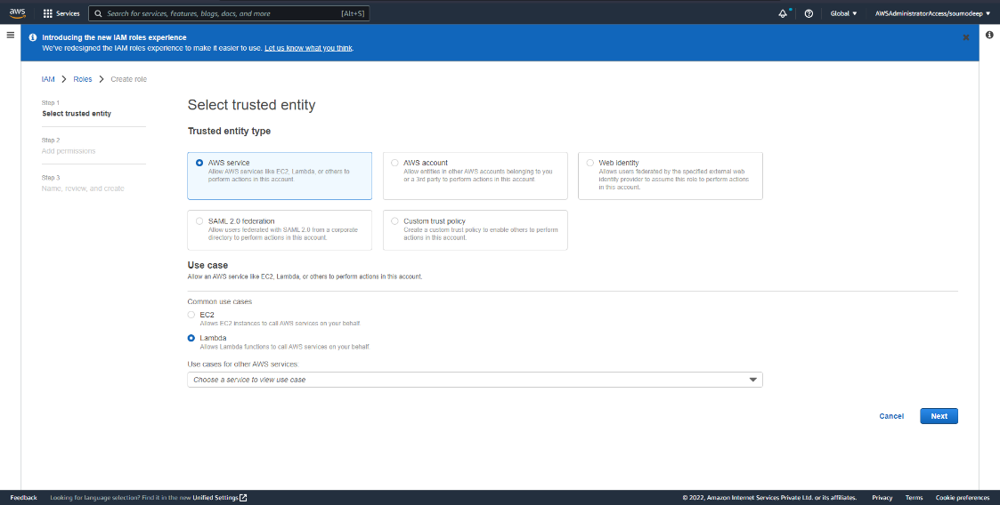 aws
Services
Search for services, features, blogs, docs, and more
[Alt+S]
Global
AWSAdministratorAccess/soumodeep
Introducing the new IAM roles experience
We've redesigned the IAM roles experience to make it easier to use. Let us know what you think.
IAM
Roles
Create role
Step 1
Select trusted entity
Step 2
Add permissions
Step 3
Name, review, and create
Select trusted entity
Trusted entity type
AWS service
Allow AWS services like EC2, Lambda, or others to
perform actions in this account.
AWS account
Allow entities in other AWS accounts belonging to you
or a 3rd party to perform actions in this account.
Web identity
Allows users federated by the specified external web
identity provider to assume this role to perform actions
in this account.
SAML 2.0 federation
Allow users federated with SAML 2.0 from a corporate
directory to perform actions in this account.
Custom trust policy
Create a custom trust policy to enable others to perform
actions in this account.
Use case
Allow an AWS service like EC2, Lambda, or others to perform actions in this account.
Common use cases
EC2
Allows EC2 instances to call AWS services on your behalf.
Lambda
Allows Lambda functions to call AWS services on your behalf.
Use cases for other AWS services:
Choose a service to view use case
Cancel
Next
Feedback
Looking for language selection? Find it in the new Unified Settings
© 2022, Amazon Internet Services Private Ltd. or its affiliates.
Privacy
Terms
Cookie preferences